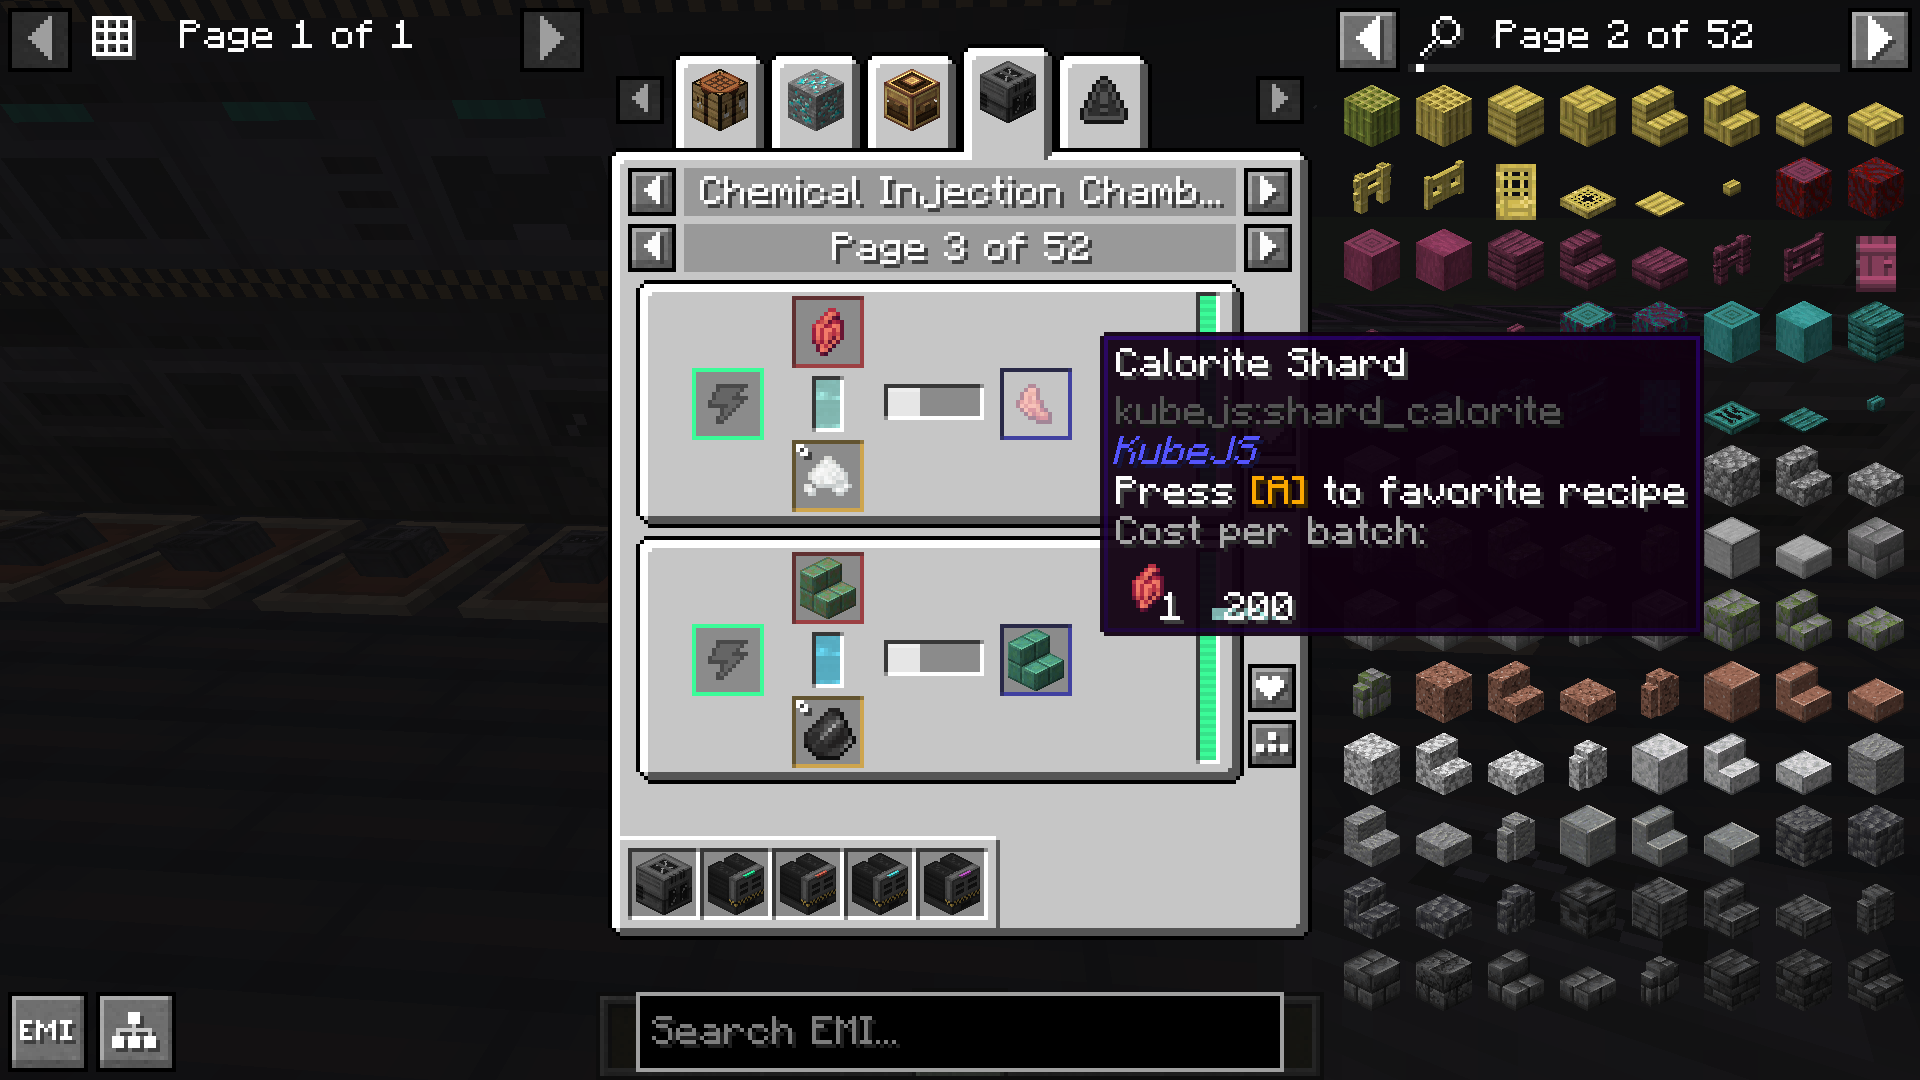 Page 1 of 1
Page 2 of 52
Chemical Injection Chamb...
Page 3 of 52
Calorite Shard
kubejs:shard_calorite
KubeJS
Press [A] to favorite recipe
Cost per batch:
1 200
EMI
Search EMI...